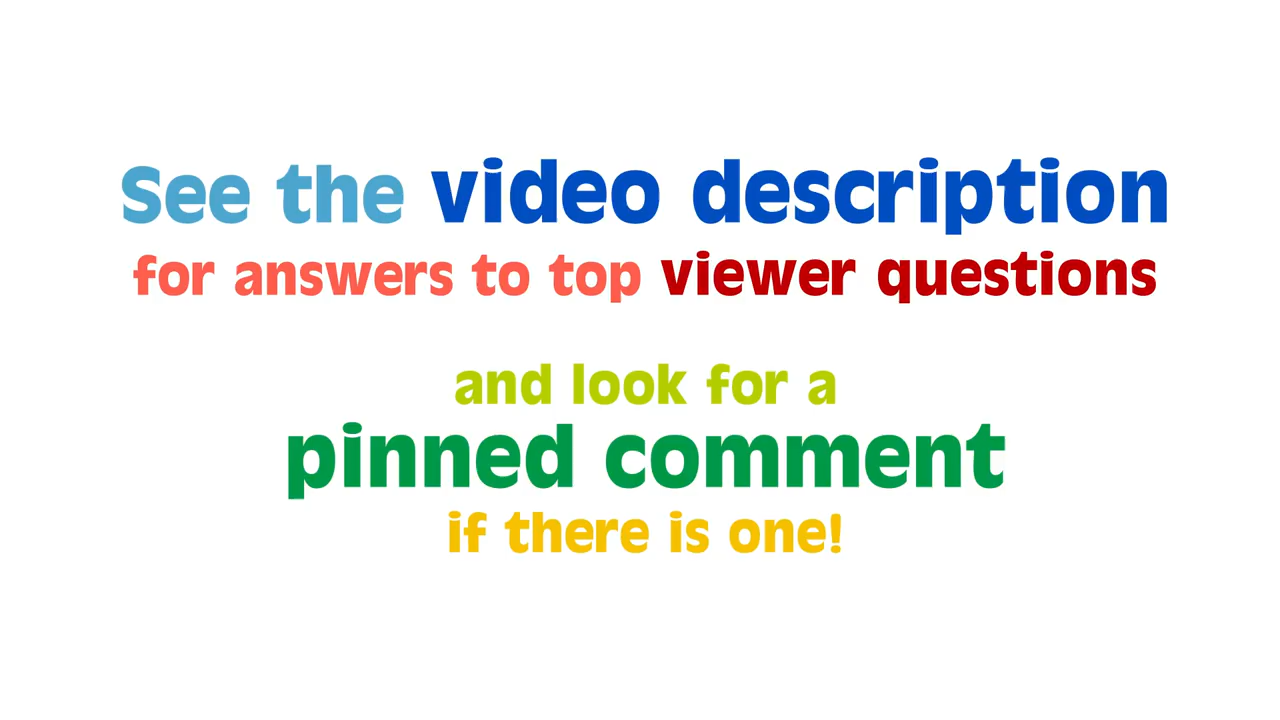 See the video description
for answers to top viewer questions
and look for a
pinned comment
if there is one!